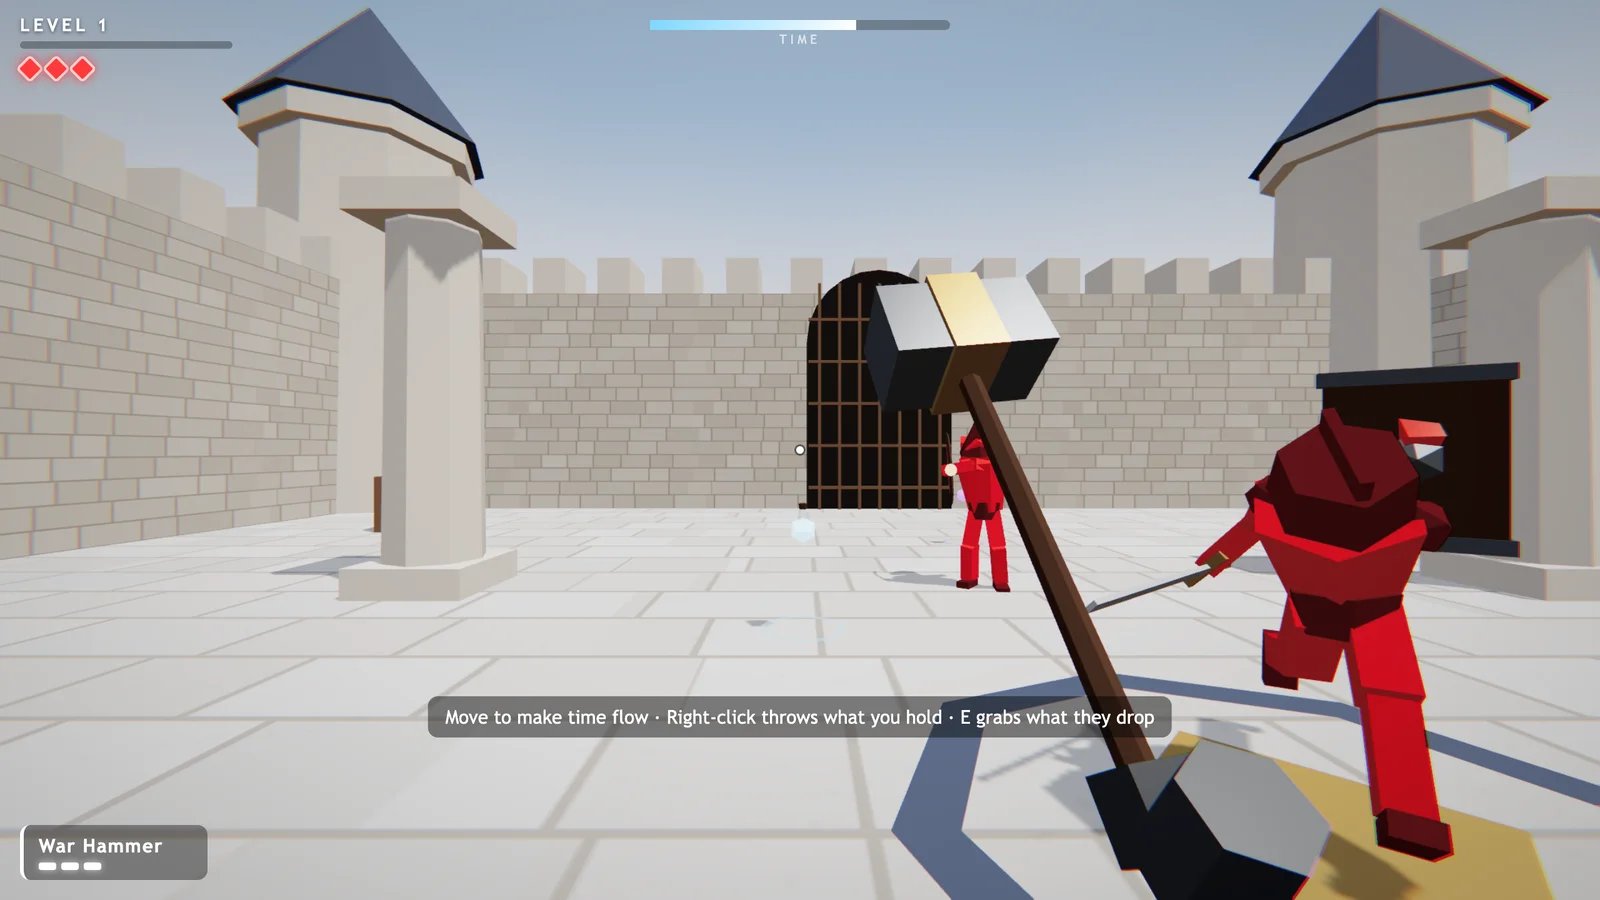 LEVEL 1
TIME
Move to make time flow · Right-click throws what you hold · E grabs what they drop
War Hammer